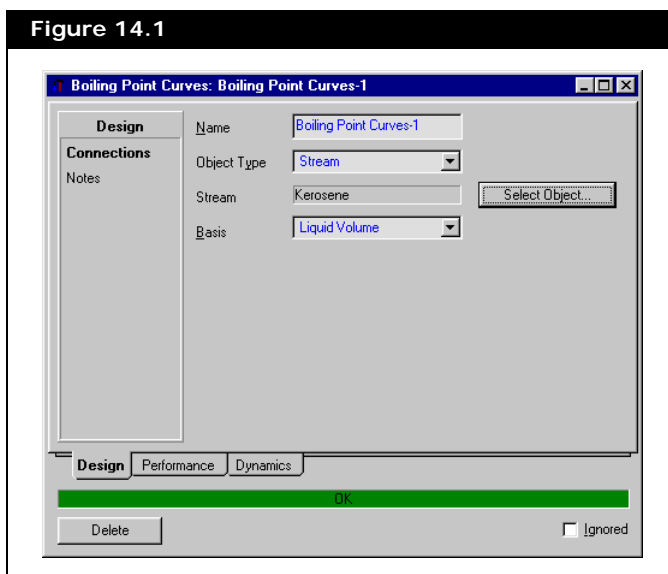 Figure 14.1
Boiling Point Curves: Boiling Point Curves-1
Design
Connections
Notes
Name Boiling Point Curves-1
Object Type Stream
Stream Kerosene Select Object...
Basis Liquid Volume
Design Performance Dynamics
OK
Delete Ignored